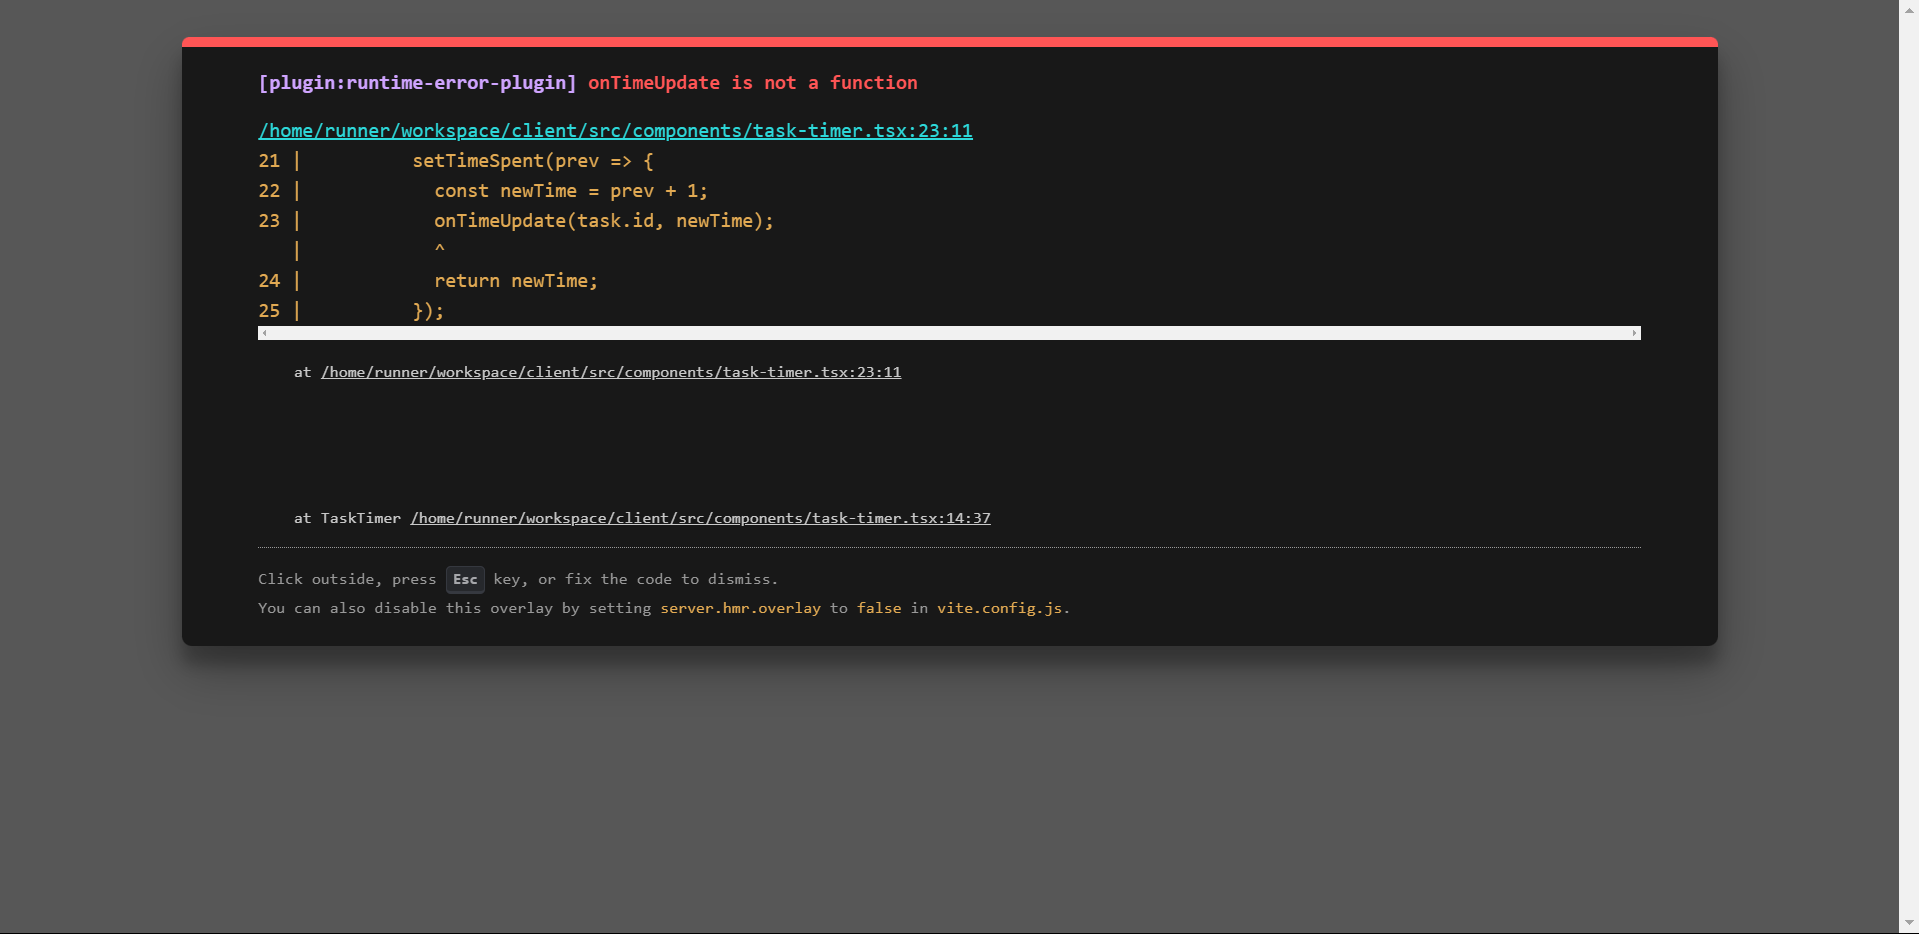 [plugin:runtime-error-plugin] onTimeUpdate is not a function
/home/runner/workspace/client/src/components/task-timer.tsx:23:11
21 |          setTimeSpent(prev => {
22 |            const newTime = prev + 1;
23 |            onTimeUpdate(task.id, newTime);
   |            ^
24 |            return newTime;
25 |          });
at /home/runner/workspace/client/src/components/task-timer.tsx:23:11
at TaskTimer /home/runner/workspace/client/src/components/task-timer.tsx:14:37
Click outside, press Esc key, or fix the code to dismiss.
You can also disable this overlay by setting server.hmr.overlay to false in vite.config.js.